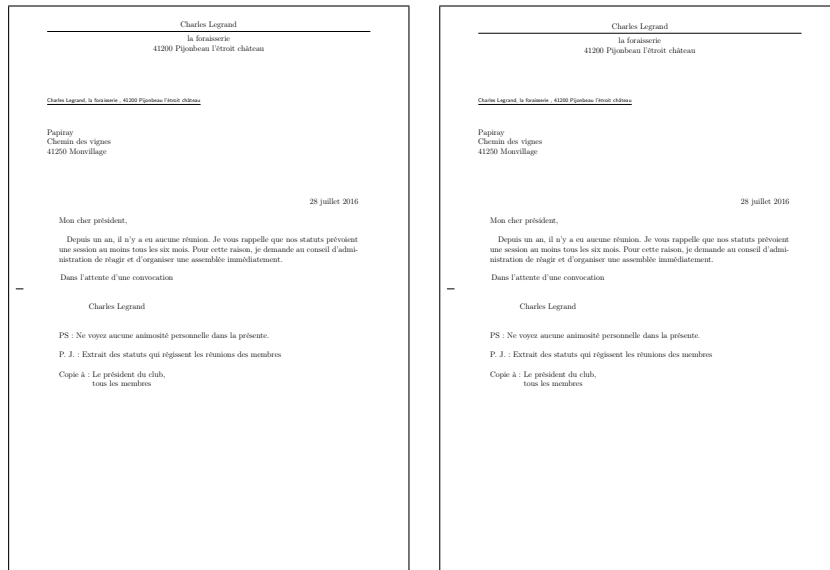 Charles Legrand
la foraisserie
41200 Pijonbeau l'étroit château
Charles Legrand, la foraisserie , 41200 Pijonbeau l'étroit château
Papiray
Chemin des vignes
41250 Monvillage
28 juillet 2016
Mon cher président,
Depuis un an, il n'y a eu aucune réunion. Je vous rappelle que nos statuts prévoient
une session au moins tous les six mois. Pour cette raison, je demande au conseil d'admi-
nistration de réagir et d'organiser une assemblée immédiatement.
Dans l'attente d'une convocation
Charles Legrand
PS : Ne voyez aucune animosité personnelle dans la présente.
P. J. : Extrait des statuts qui régissent les réunions des membres
Copie à : Le président du club,
tous les membres
Charles Legrand
la foraisserie
41200 Pijonbeau l'étroit château
Charles Legrand, la foraisserie , 41200 Pijonbeau l'étroit château
Papiray
Chemin des vignes
41250 Monvillage
28 juillet 2016
Mon cher président,
Depuis un an, il n'y a eu aucune réunion. Je vous rappelle que nos statuts prévoient
une session au moins tous les six mois. Pour cette raison, je demande au conseil d'admi-
nistration de réagir et d'organiser une assemblée immédiatement.
Dans l'attente d'une convocation
Charles Legrand
PS : Ne voyez aucune animosité personnelle dans la présente.
P. J. : Extrait des statuts qui régissent les réunions des membres
Copie à : Le président du club,
tous les membres